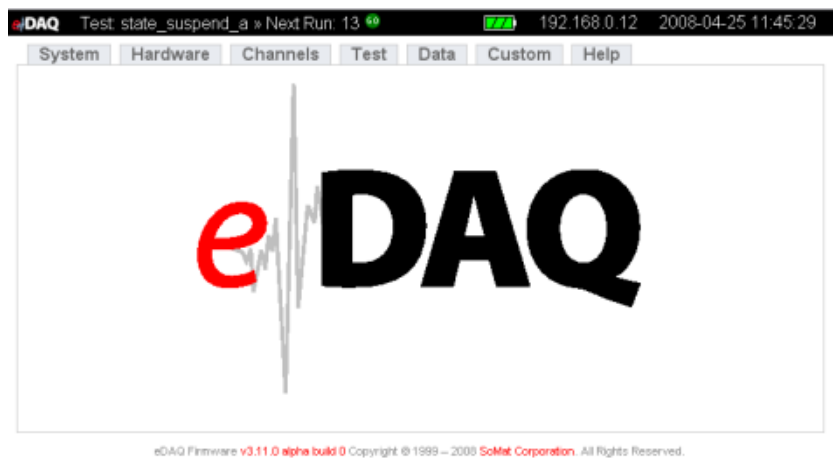 eDAQ Test: state_suspend_a » Next Run: 13 GO 192.168.0.12 2008-04-25 11:45:29
System Hardware Channels Test Data Custom Help
eDAQ
eDAQ Firmware v3.11.0 alpha build 0 Copyright © 1999 – 2008 SoMat Corporation. All Rights Reserved.